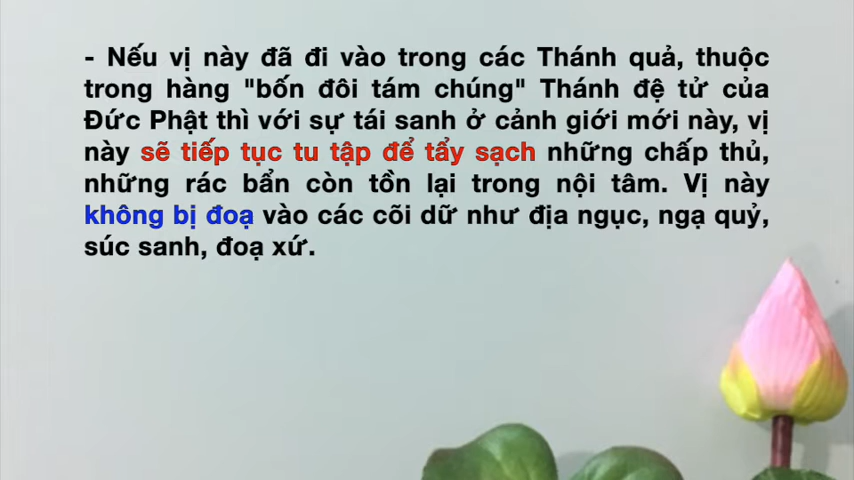 - Nếu vị này đã đi vào trong các Thánh quả, thuộc
trong hàng "bốn đôi tám chúng" Thánh đệ tử của
Đức Phật thì với sự tái sanh ở cảnh giới mới này, vị
này sẽ tiếp tục tu tập để tẩy sạch những chấp thủ,
những rác bẩn còn tồn lại trong nội tâm. Vị này
không bị đoạ vào các cõi dữ như địa ngục, ngạ quỷ,
súc sanh, đoạ xứ.